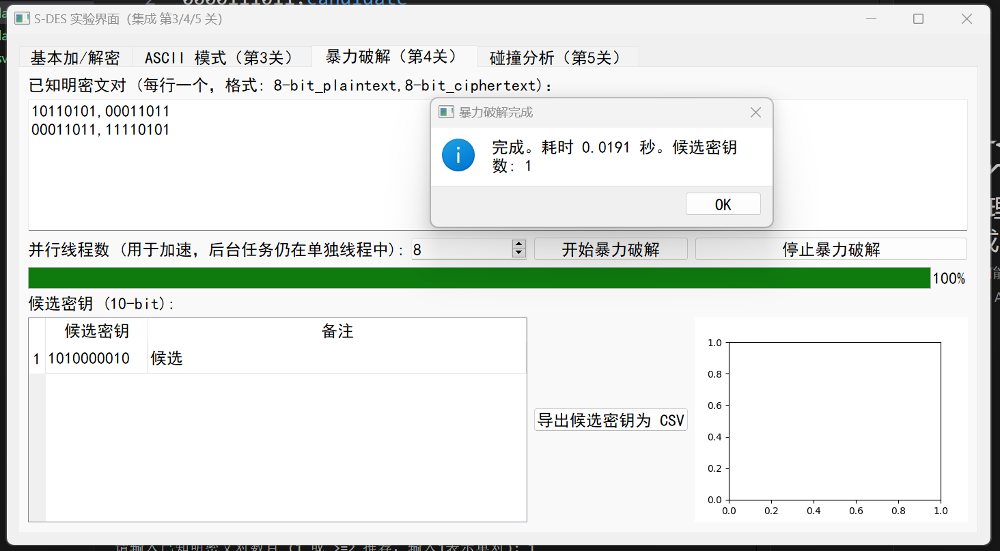 S-DES 实验界面（集成 第3/4/5 关）
基本加/解密
ASCII 模式（第3关）
暴力破解（第4关）
碰撞分析（第5关）
已知明密文对（每行一个，格式: 8-bit_plaintext,8-bit_ciphertext）:
10110101,00011011
00011011,11110101
暴力破解完成
完成。耗时 0.0191 秒。候选密钥
数: 1
OK
并行线程数（用于加速，后台任务仍在单独线程中）: 8
开始暴力破解
停止暴力破解
100%
候选密钥（10-bit）:
候选密钥 备注
1 1010000010 候选
导出候选密钥为 CSV
1.0
0.8
0.6
0.4
0.2
0.0
0.0 0.2 0.4 0.6 0.8 1.0